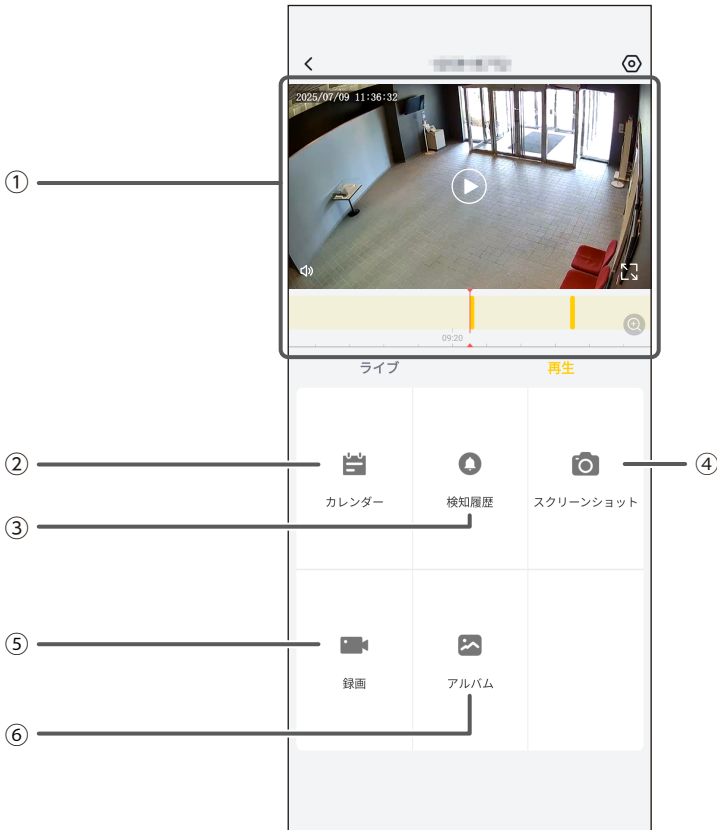 2025/07/09 11:36:32
①
09:20
ライブ 再生
② ④
カレンダー 検知履歴 スクリーンショット
③
⑤
録画 アルバム
⑥